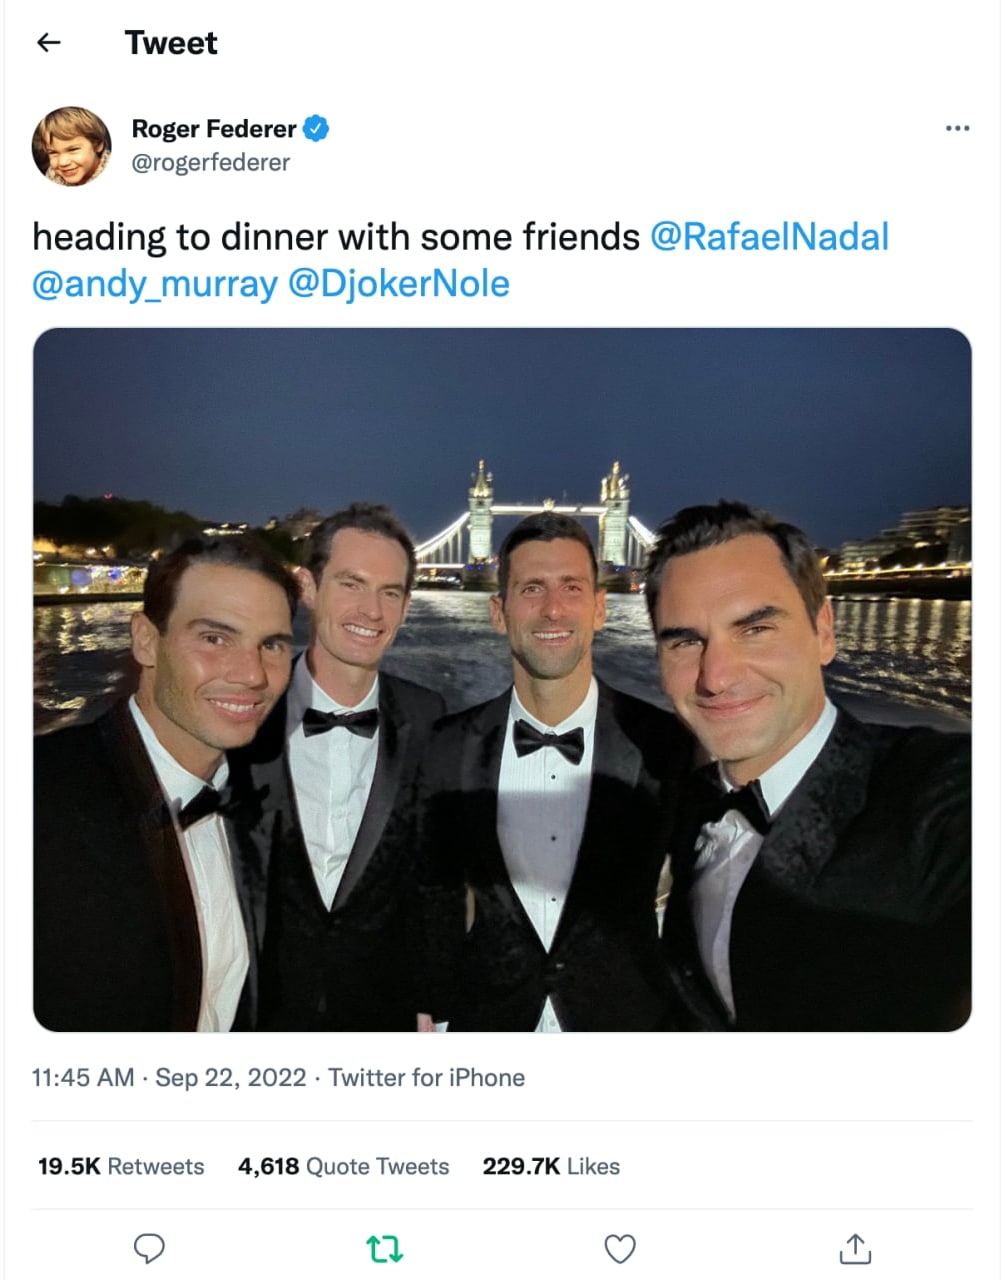 Tweet
Roger Federer
@rogerfederer
heading to dinner with some friends @RafaelNadal
@andy_murray @DjokerNole
11:45 AM · Sep 22, 2022 · Twitter for iPhone
19.5K Retweets 4,618 Quote Tweets 229.7K Likes